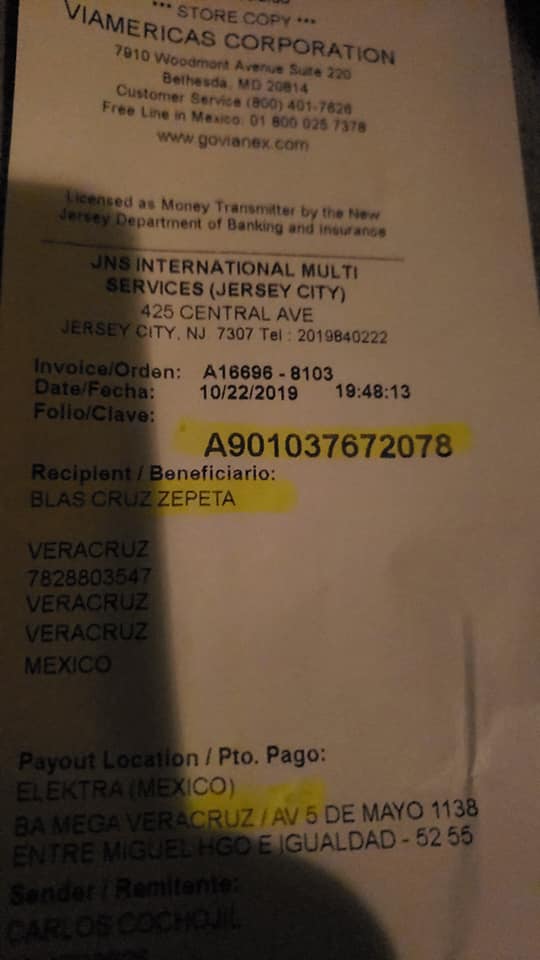 *** STORE COPY ***
VIAMERICAS CORPORATION
7910 Woodmont Avenue Suite 220
Bethesda, MD 20814
Customer Service (800) 401-7626
Free Line in Mexico: 01 800 025 7378
www.govianex.com
Licensed as Money Transmitter by the New
Jersey Department of Banking and Insurance
JNS INTERNATIONAL MULTI
SERVICES (JERSEY CITY)
425 CENTRAL AVE
JERSEY CITY, NJ 7307 Tel : 2019840222
Invoice/Orden: A16696 - 8103
Date/Fecha: 10/22/2019 19:48:13
Folio/Clave:
A901037672078
Recipient / Beneficiario:
BLAS CRUZ ZEPETA
VERACRUZ
7828803547
VERACRUZ
VERACRUZ
MEXICO
Payout Location / Pto. Pago:
ELEKTRA (MEXICO)
BA MEGA VERACRUZ / AV 5 DE MAYO 1138
ENTRE MIGUEL HGO E IGUALDAD - 52 55
Sender / Remitente:
CARLOS COCHOJIL